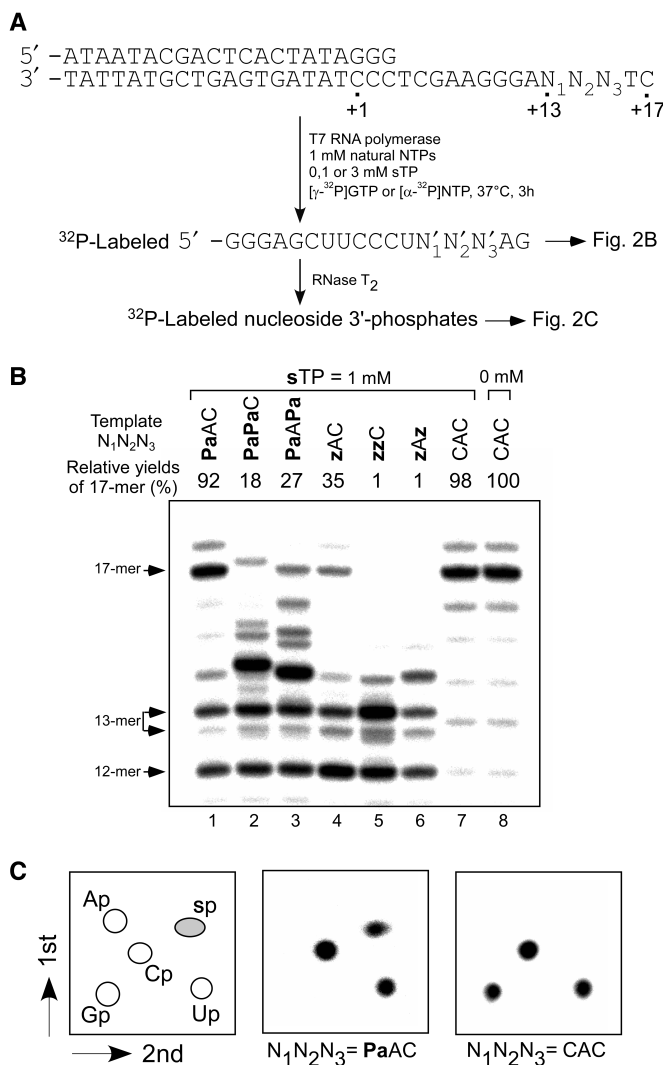 A
5′ -ATAATACGACTCACTATAGGG
3′ -TATTATGCTGAGTGATATCCCTCGAAGGGAN1N2N3TC
+1 +13 +17
T7 RNA polymerase
1 mM natural NTPs
0,1 or 3 mM sTP
[γ-32P]GTP or [α-32P]NTP, 37°C, 3h
32P-Labeled 5′ -GGGAGCUUCCCUN1′N2′N3′AG Fig. 2B
RNase T2
32P-Labeled nucleoside 3'-phosphates Fig. 2C
B
sTP = 1 mM 0 mM
Template N1N2N3 PaAC PaPaC PaAPa zAC zzC zAz CAC CAC
Relative yields of 17-mer (%) 92 18 27 35 1 1 98 100
17-mer
13-mer
12-mer
1 2 3 4 5 6 7 8
C
Ap sp
Cp
Gp Up
1st
2nd N1N2N3= PaAC N1N2N3= CAC